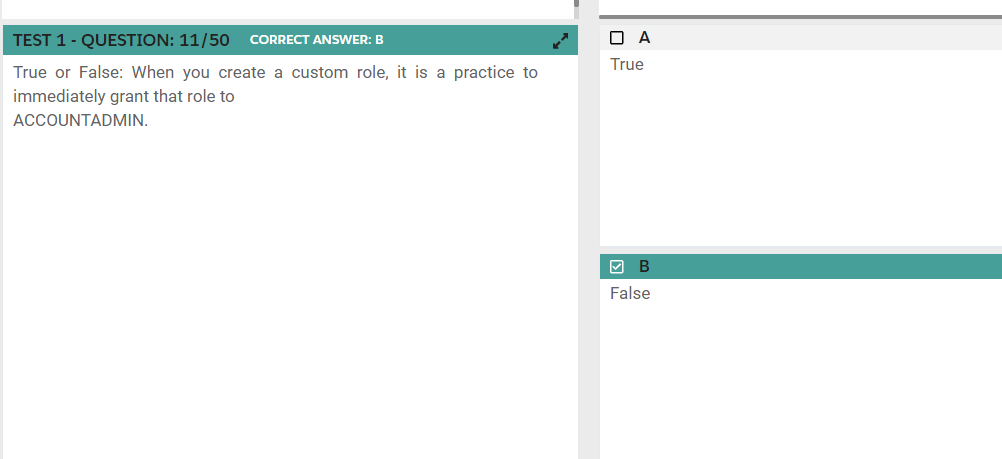 TEST 1 - QUESTION: 11/50 CORRECT ANSWER: B
True or False: When you create a custom role, it is a practice to
immediately grant that role to
ACCOUNTADMIN.
A
True
B
False